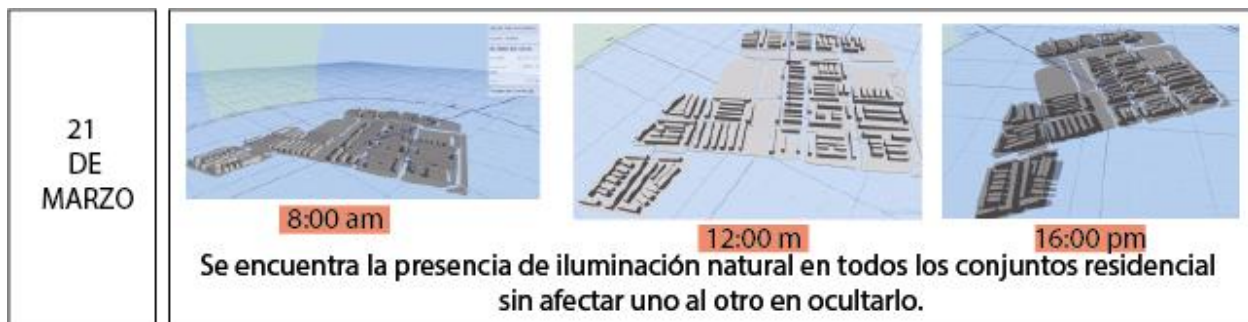 21
DE
MARZO
8:00 am
12:00 m
16:00 pm
Se encuentra la presencia de iluminación natural en todos los conjuntos residencial
sin afectar uno al otro en ocultarlo.